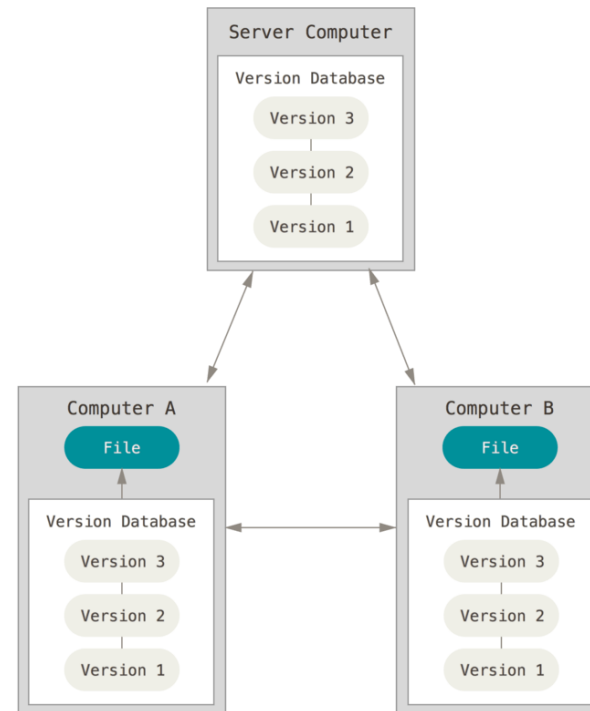 Server Computer
Version Database
Version 3
Version 2
Version 1
Computer A
File
Version Database
Version 3
Version 2
Version 1
Computer B
File
Version Database
Version 3
Version 2
Version 1